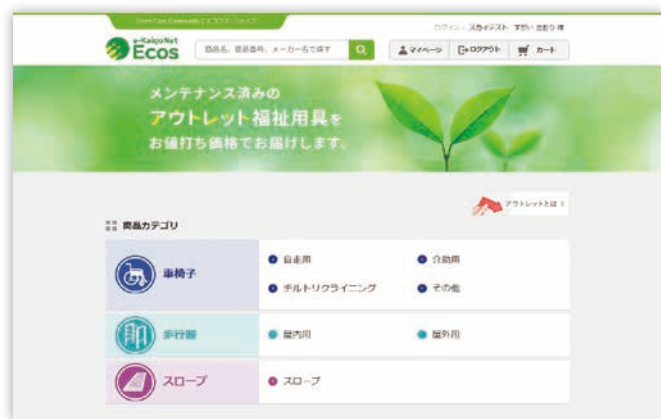 e-KaigoNet
Ecos
商品名、商品番号、メーカー名で探す
マイページ
ログアウト
カート
メンテナンス済みの
アウトレット福祉用具を
お値打ち価格でお届けします。
アウトレットとは
商品カテゴリ
車椅子
自走用
介助用
チルトリクライニング
その他
歩行器
屋内用
屋外用
スロープ
スロープ